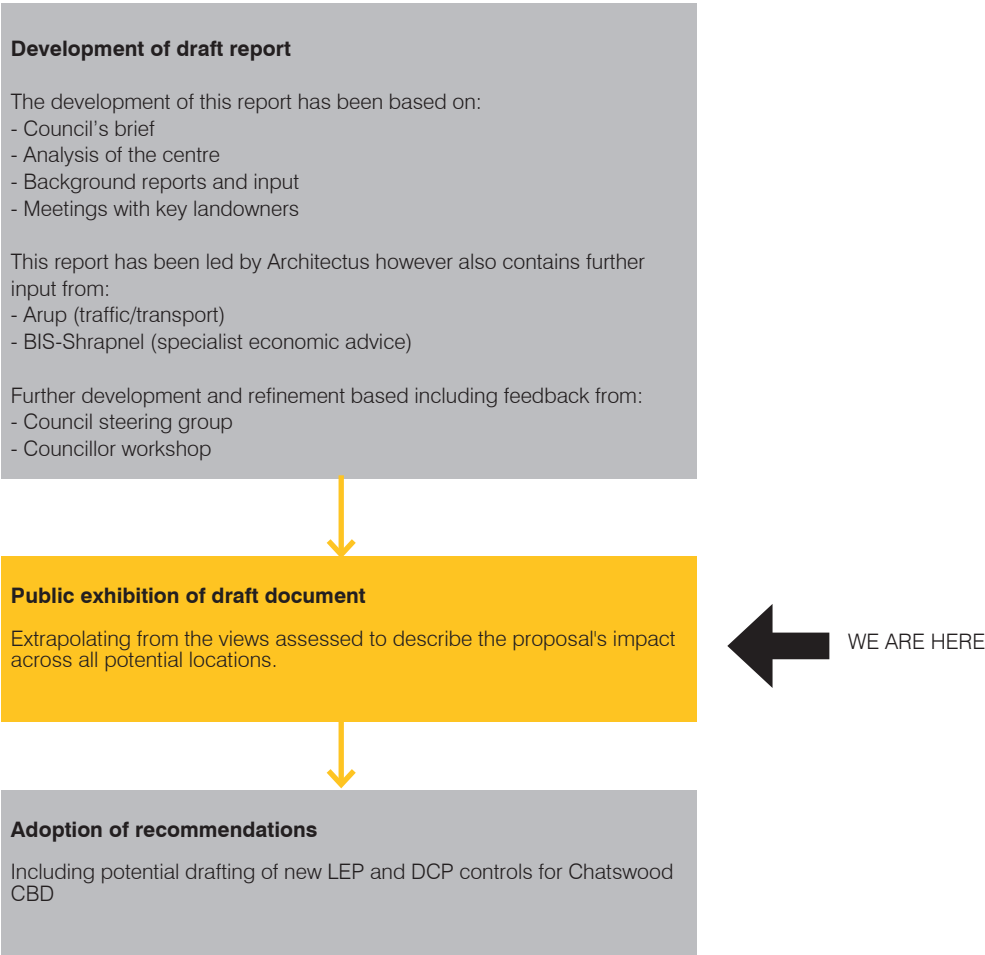 Development of draft report
The development of this report has been based on:
- Council's brief
- Analysis of the centre
- Background reports and input
- Meetings with key landowners
This report has been led by Architectus however also contains further
input from:
- Arup (traffic/transport)
- BIS-Shrapnel (specialist economic advice)
Further development and refinement based including feedback from:
- Council steering group
- Councillor workshop
Public exhibition of draft document
Extrapolating from the views assessed to describe the proposal's impact
across all potential locations.
WE ARE HERE
Adoption of recommendations
Including potential drafting of new LEP and DCP controls for Chatswood
CBD